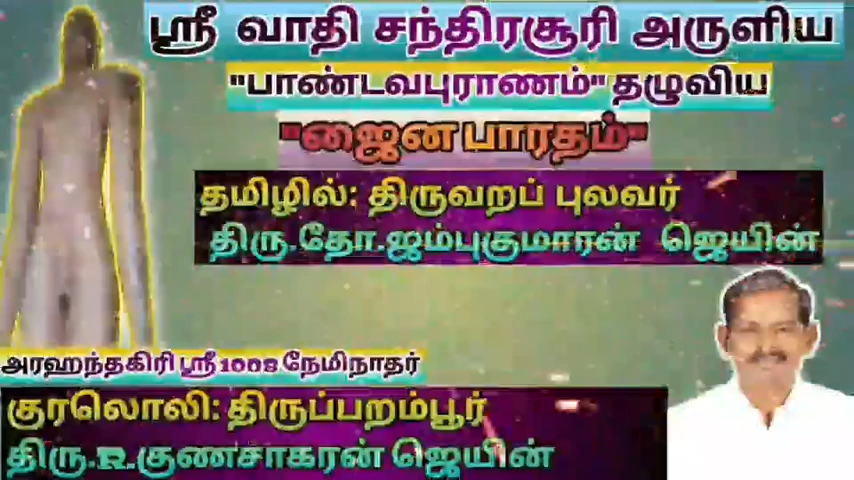 ஸ்ரீ வாதி சந்திரசூரி அருளிய
"பாண்டவபுராணம்" தழுவிய
"ஜைன பாரதம்"
தமிழில்: திருவறப் புலவர்
திரு.தோ.ஜம்புகுமாரன் ஜெயின்
அரஹந்தகிரி ஸ்ரீ 1008 நேமிநாதர்
குரலொலி: திருப்பறம்பூர்
திரு.R.குணசாகரன் ஜெயின்